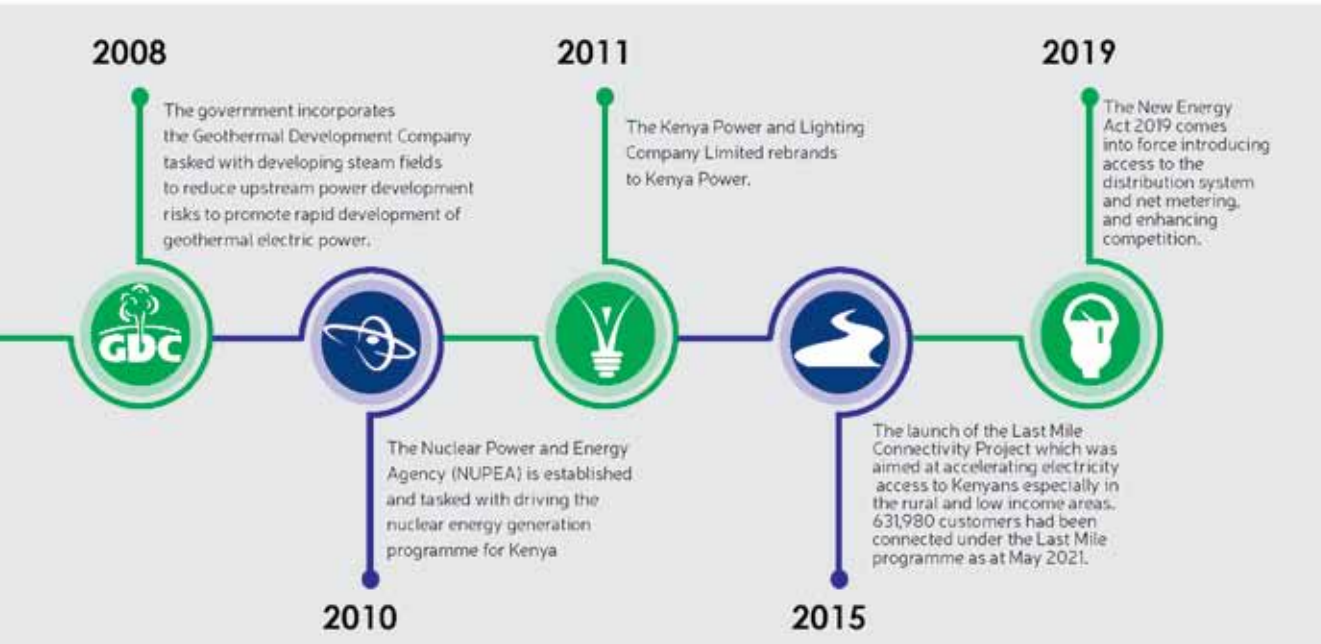 2008
The government incorporates
the Geothermal Development Company
tasked with developing steam fields
to reduce upstream power development
risks to promote rapid development of
geothermal electric power.
GDC
The Nuclear Power and Energy
Agency (NUPEA) is established
and tasked with driving the
nuclear energy generation
programme for Kenya
2010
2011
The Kenya Power and Lighting
Company Limited rebrands
to Kenya Power.
The launch of the Last Mile
Connectivity Project which was
aimed at accelerating electricity
access to Kenyans especially in
the rural and low income areas.
631,980 customers had been
connected under the Last Mile
programme as at May 2021.
2015
2019
The New Energy
Act 2019 comes
into force introducing
access to the
distribution system
and net metering,
and enhancing
competition.